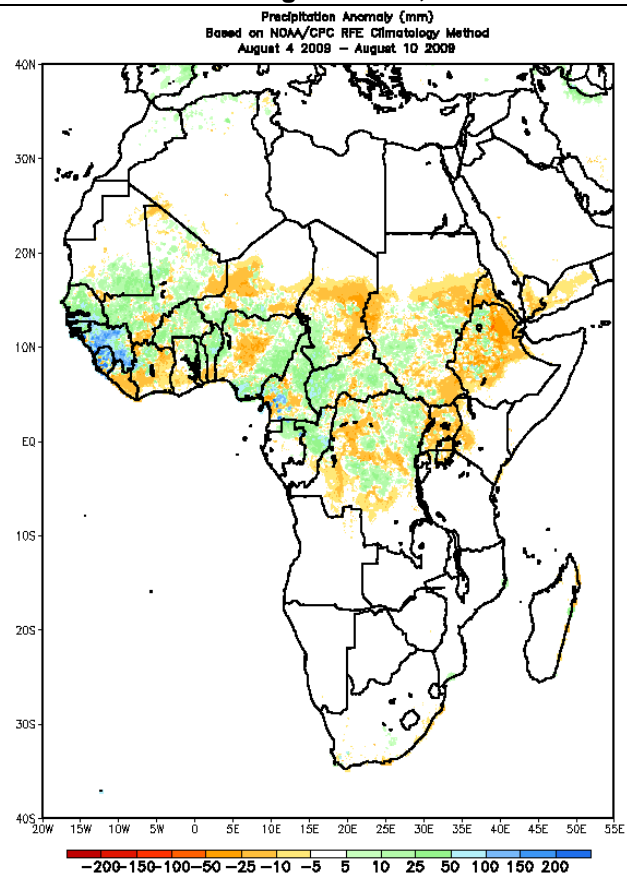 Precipitation Anomaly (mm)
Based on NOAA/CPC RFE Climatology Method
August 4 2009 – August 10 2009
40N
30N
20N
10N
EQ
10S
20S
30S
40S
20W 15W 10W 5W 0 5E 10E 15E 20E 25E 30E 35E 40E 45E 50E 55E
-200 -150 -100 -50 -25 -10 -5 5 10 25 50 100 150 200